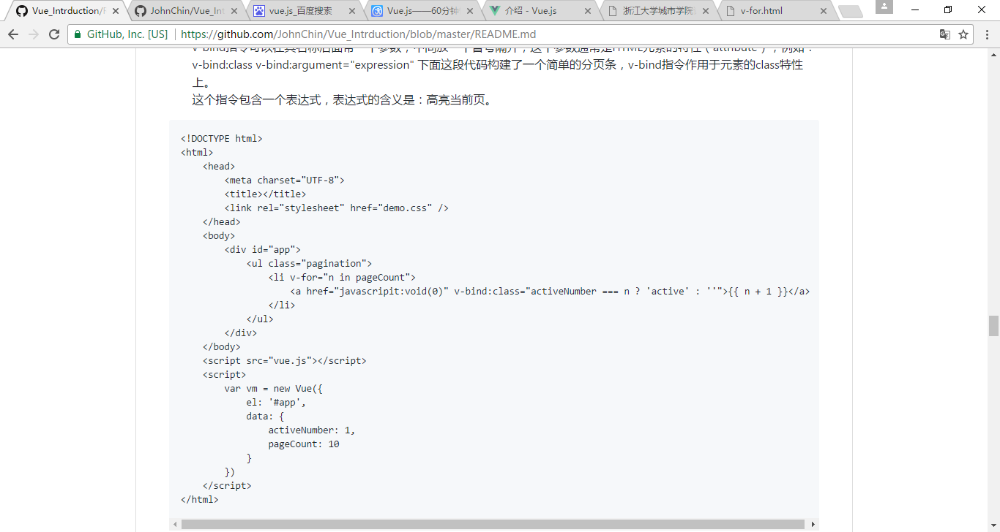 Vue_Intrduction/
JohnChin/Vue_In
vue.js_百度搜索
Vue.js——60分钟
介绍 - Vue.js
浙江大学城市学院
v-for.html
GitHub, Inc. [US]
https://github.com/JohnChin/Vue_Intrduction/blob/master/README.md
v-bind指令可以在其名称后面带一个参数，中间放一个冒号隔开，这个参数通常是HTML元素的特性（attribute），例如：
v-bind:class v-bind:argument="expression" 下面这段代码构建了一个简单的分页条，v-bind指令作用于元素的class特性
上。
这个指令包含一个表达式，表达式的含义是：高亮当前页。
<!DOCTYPE html>
<html>
    <head>
        <meta charset="UTF-8">
        <title></title>
        <link rel="stylesheet" href="demo.css" />
    </head>
    <body>
        <div id="app">
            <ul class="pagination">
                <li v-for="n in pageCount">
                    <a href="javascripit:void(0)" v-bind:class="activeNumber === n ? 'active' : ''">{{ n + 1 }}</a>
                </li>
            </ul>
        </div>
    </body>
    <script src="vue.js"></script>
    <script>
        var vm = new Vue({
            el: '#app',
            data: {
                activeNumber: 1,
                pageCount: 10
            }
        })
    </script>
</html>